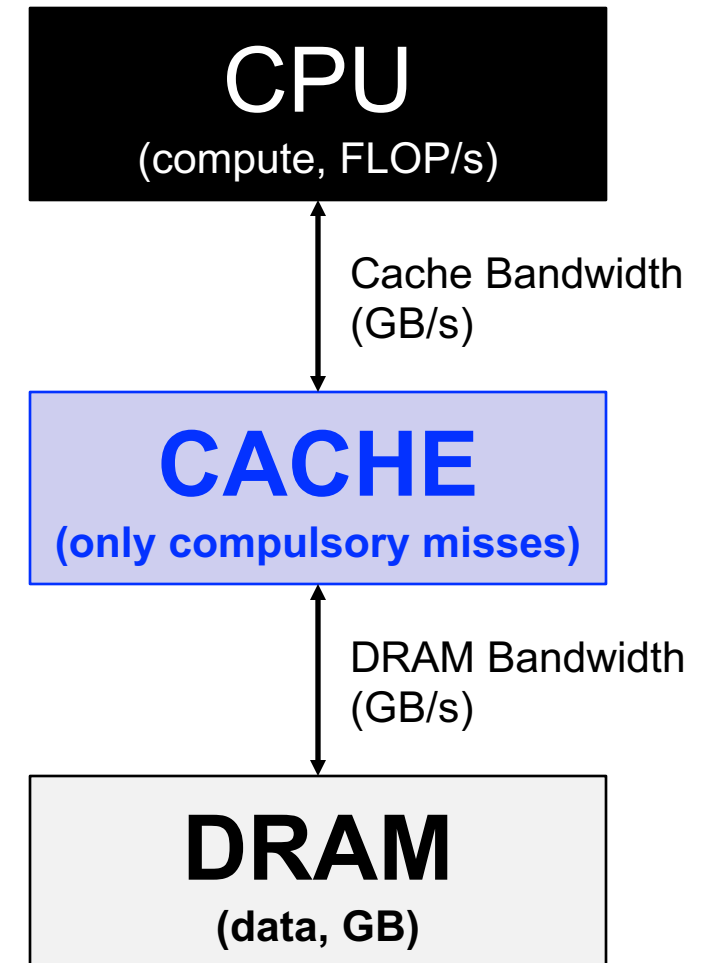 CPU
(compute, FLOP/s)
Cache Bandwidth
(GB/s)
CACHE
(only compulsory misses)
DRAM Bandwidth
(GB/s)
DRAM
(data, GB)